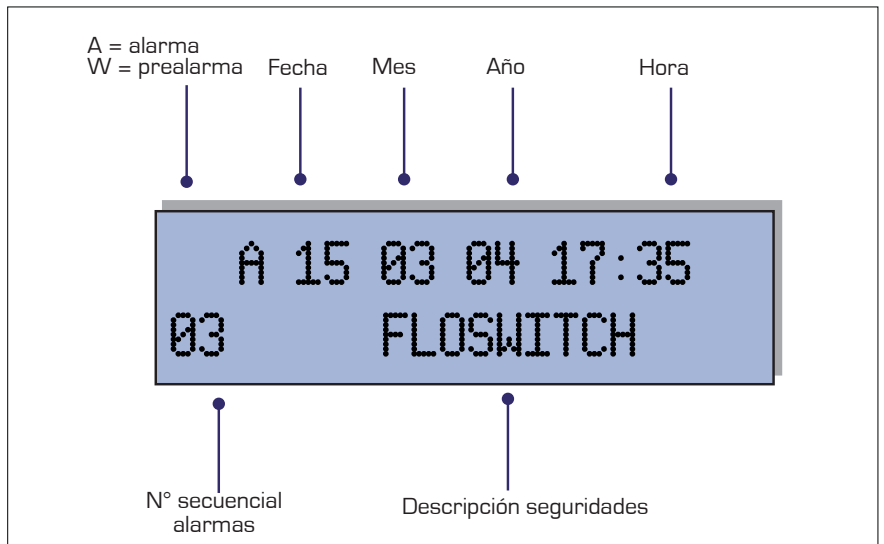 A = alarma
W = prealarma
Fecha
Mes
Año
Hora
A 15 03 04 17:35
03 FLOSWITCH
N° secuencial
alarmas
Descripción seguridades